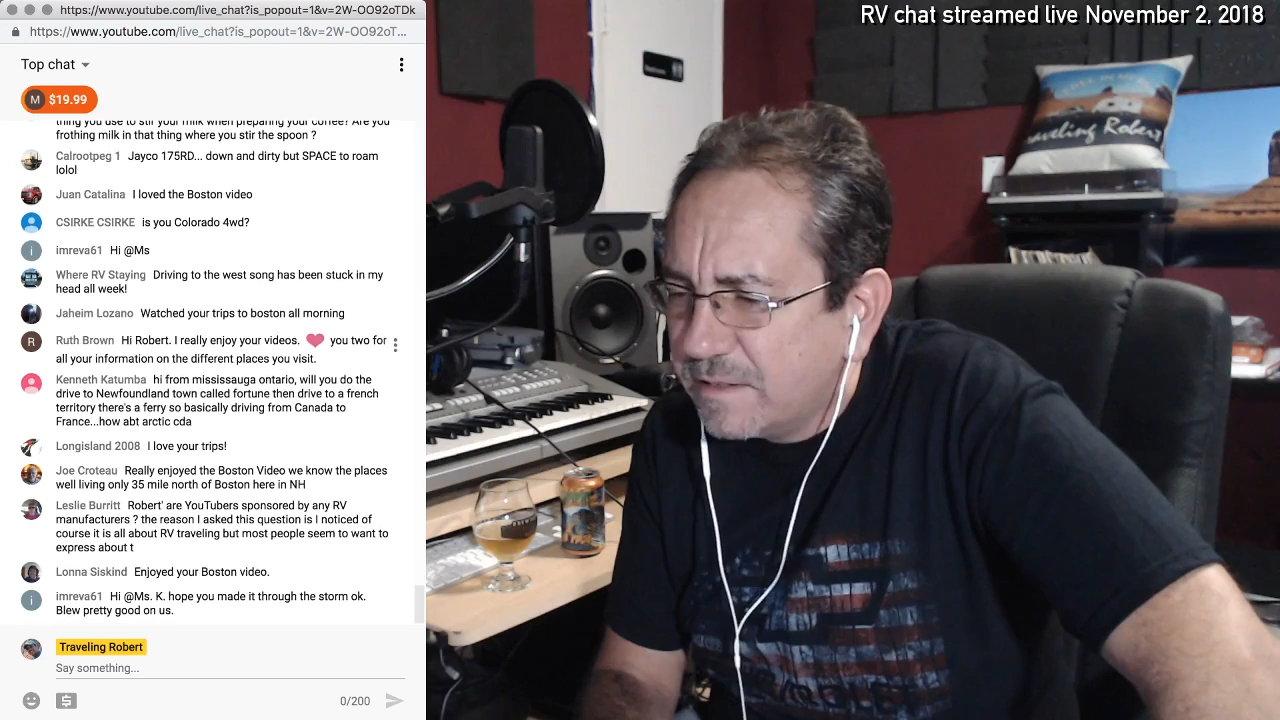 https://www.youtube.com/live_chat?is_popout=1&v=2W-OO92oTDk
https://www.youtube.com/live_chat?is_popout=1&v=2W-OO92oT...
RV chat streamed live November 2, 2018
Top chat
M $19.99
thing you use to stir your milk when preparing your coffee? Are you
frothing milk in that thing where you stir the spoon ?
Calrootpeg 1 Jayco 175RD... down and dirty but SPACE to roam
lolol
Juan Catalina I loved the Boston video
CSIRKE CSIRKE is you Colorado 4wd?
i imreva61 Hi @Ms
Where RV Staying Driving to the west song has been stuck in my
head all week!
Jaheim Lozano Watched your trips to boston all morning
R Ruth Brown Hi Robert. I really enjoy your videos. ❤ you two for
all your information on the different places you visit.
Kenneth Katumba hi from mississauga ontario, will you do the
drive to Newfoundland town called fortune then drive to a french
territory there's a ferry so basically driving from Canada to
France...how abt arctic cda
Longisland 2008 I love your trips!
Joe Croteau Really enjoyed the Boston Video we know the places
well living only 35 mile north of Boston here in NH
Leslie Burritt Robert' are YouTubers sponsored by any RV
manufacturers ? the reason I asked this question is I noticed of
course it is all about RV traveling but most people seem to want to
express about t
Lonna Siskind Enjoyed your Boston video.
i imreva61 Hi @Ms. K. hope you made it through the storm ok.
Blew pretty good on us.
Traveling Robert
Say something...
0/200
Traveling Robert